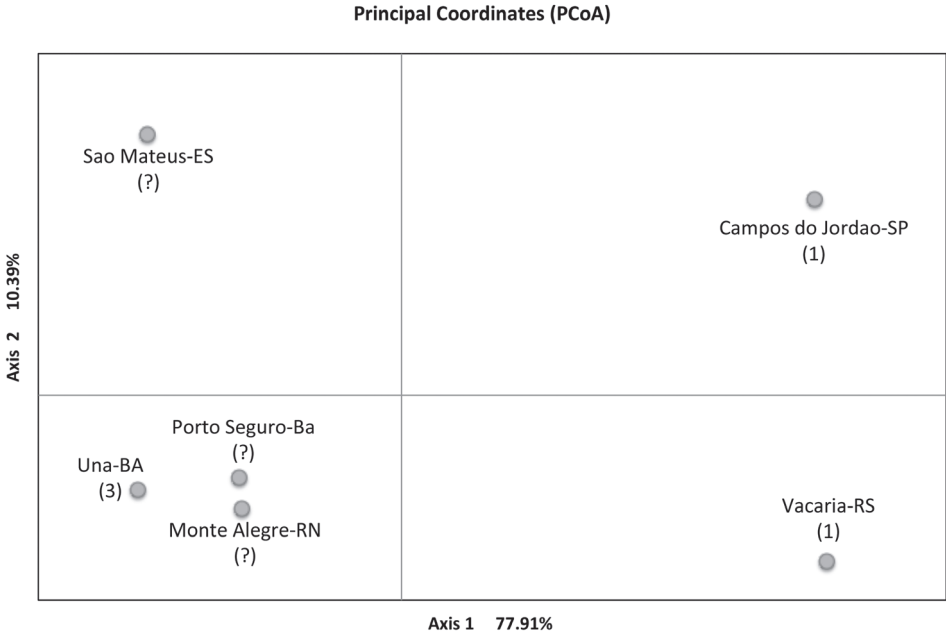 Principal Coordinates (PCoA)
Sao Mateus-ES
(?)
Campos do Jordao-SP
(1)
Axis 2 10.39%
Porto Seguro-Ba
(?)
Una-BA
(3)
Monte Alegre-RN
(?)
Vacaria-RS
(1)
Axis 1 77.91%